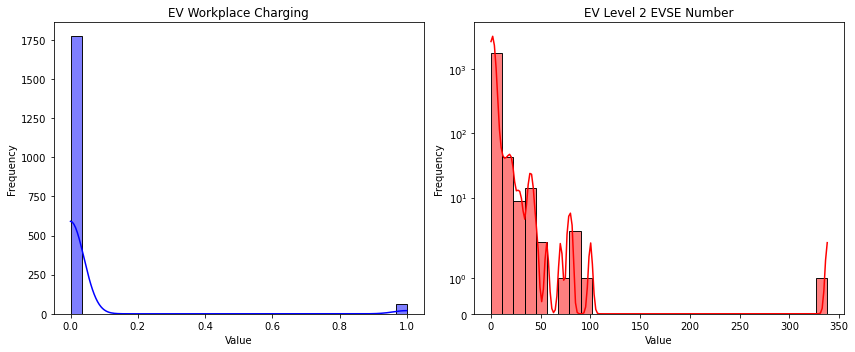 EV Workplace Charging
1750
1500
1250
1000
750
500
250
0
Frequency
0.0 0.2 0.4 0.6 0.8 1.0
Value
EV Level 2 EVSE Number
10³
10²
10¹
10⁰
0
Frequency
0 50 100 150 200 250 300 350
Value